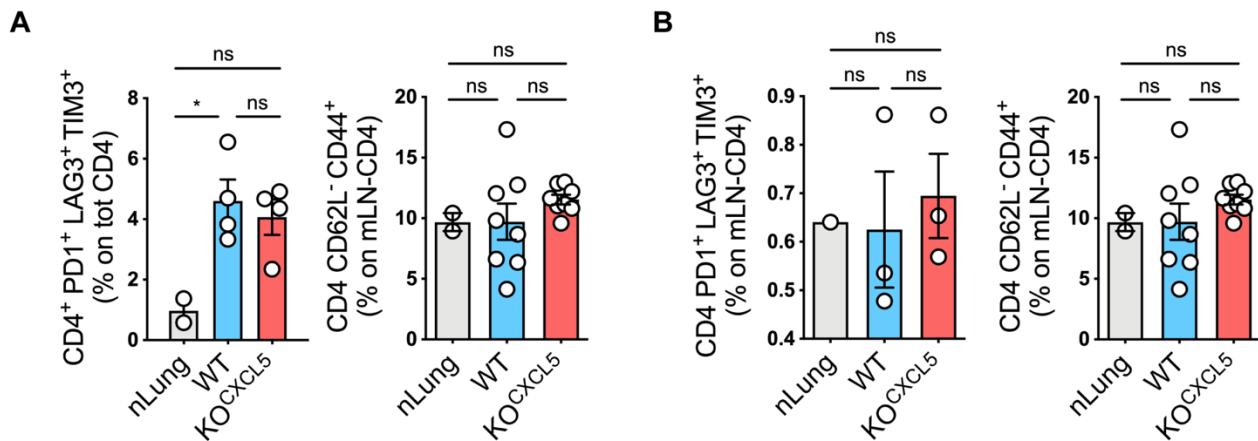 A
CD4⁺ PD1⁺ LAG3⁺ TIM3⁺
(% on tot CD4)
8
6
4
2
0
ns
*
ns
nLung
WT
KO^CXCL5
CD4 CD62L⁻ CD44⁺
(% on mLN-CD4)
20
15
10
5
0
ns
ns
ns
nLung
WT
KO^CXCL5
B
CD4 PD1⁺ LAG3⁺ TIM3⁺
(% on mLN-CD4)
0.9
0.8
0.7
0.6
0.5
0.4
ns
ns
ns
nLung
WT
KO^CXCL5
CD4 CD62L⁻ CD44⁺
(% on mLN-CD4)
20
15
10
5
0
ns
ns
ns
nLung
WT
KO^CXCL5